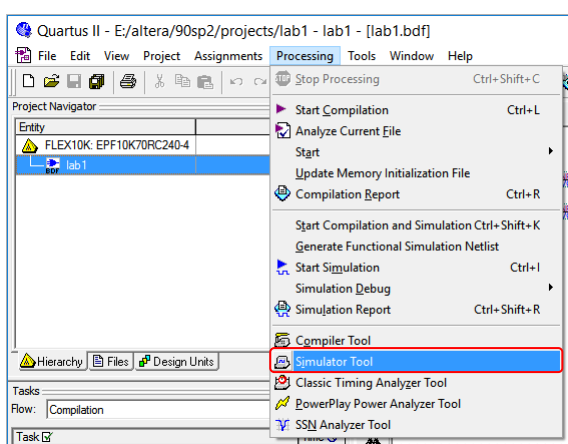 Quartus II - E:/altera/90sp2/projects/lab1 - lab1 - [lab1.bdf]
File Edit View Project Assignments Processing Tools Window Help
Stop Processing Ctrl+Shift+C
Project Navigator
Start Compilation Ctrl+L
Entity
Analyze Current File
FLEX10K: EPF10K70RC240-4
Start
BDF lab1
Update Memory Initialization File
Compilation Report Ctrl+R
Start Compilation and Simulation Ctrl+Shift+K
Generate Functional Simulation Netlist
Start Simulation Ctrl+I
Simulation Debug
Simulation Report Ctrl+Shift+R
Compiler Tool
Hierarchy Files Design Units
Simulator Tool
Classic Timing Analyzer Tool
Tasks
PowerPlay Power Analyzer Tool
Flow: Compilation
SSN Analyzer Tool
Task